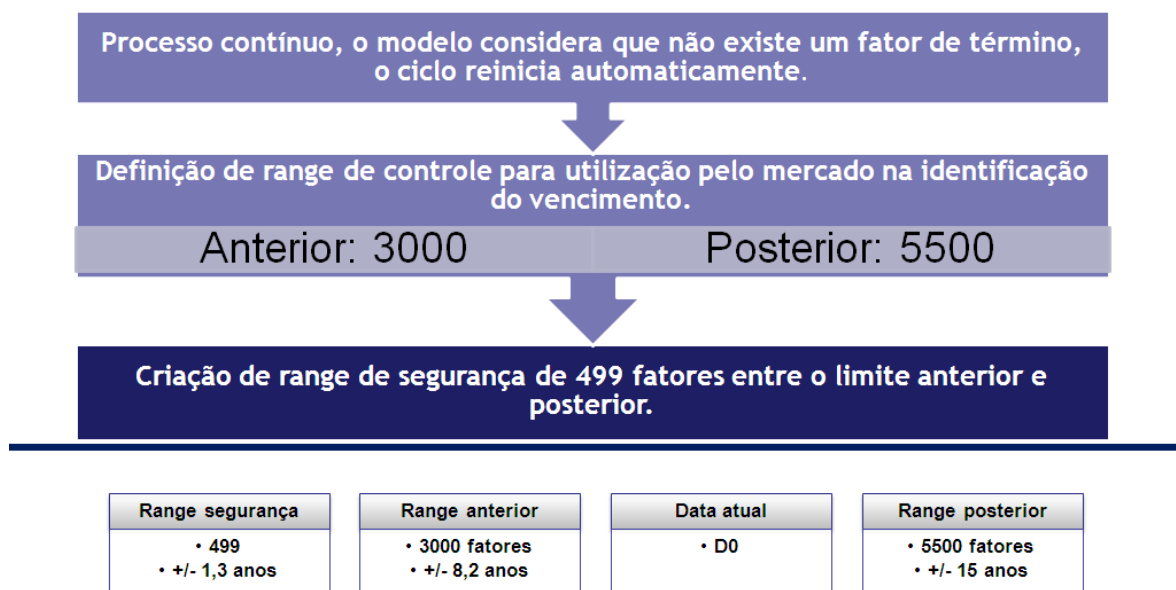 Processo contínuo, o modelo considera que não existe um fator de término,
o ciclo reinicia automaticamente.
Definição de range de controle para utilização pelo mercado na identificação
do vencimento.
Anterior: 3000
Posterior: 5500
Criação de range de segurança de 499 fatores entre o limite anterior e
posterior.
Range segurança
• 499
• +/- 1,3 anos
Range anterior
• 3000 fatores
• +/- 8,2 anos
Data atual
• D0
Range posterior
• 5500 fatores
• +/- 15 anos